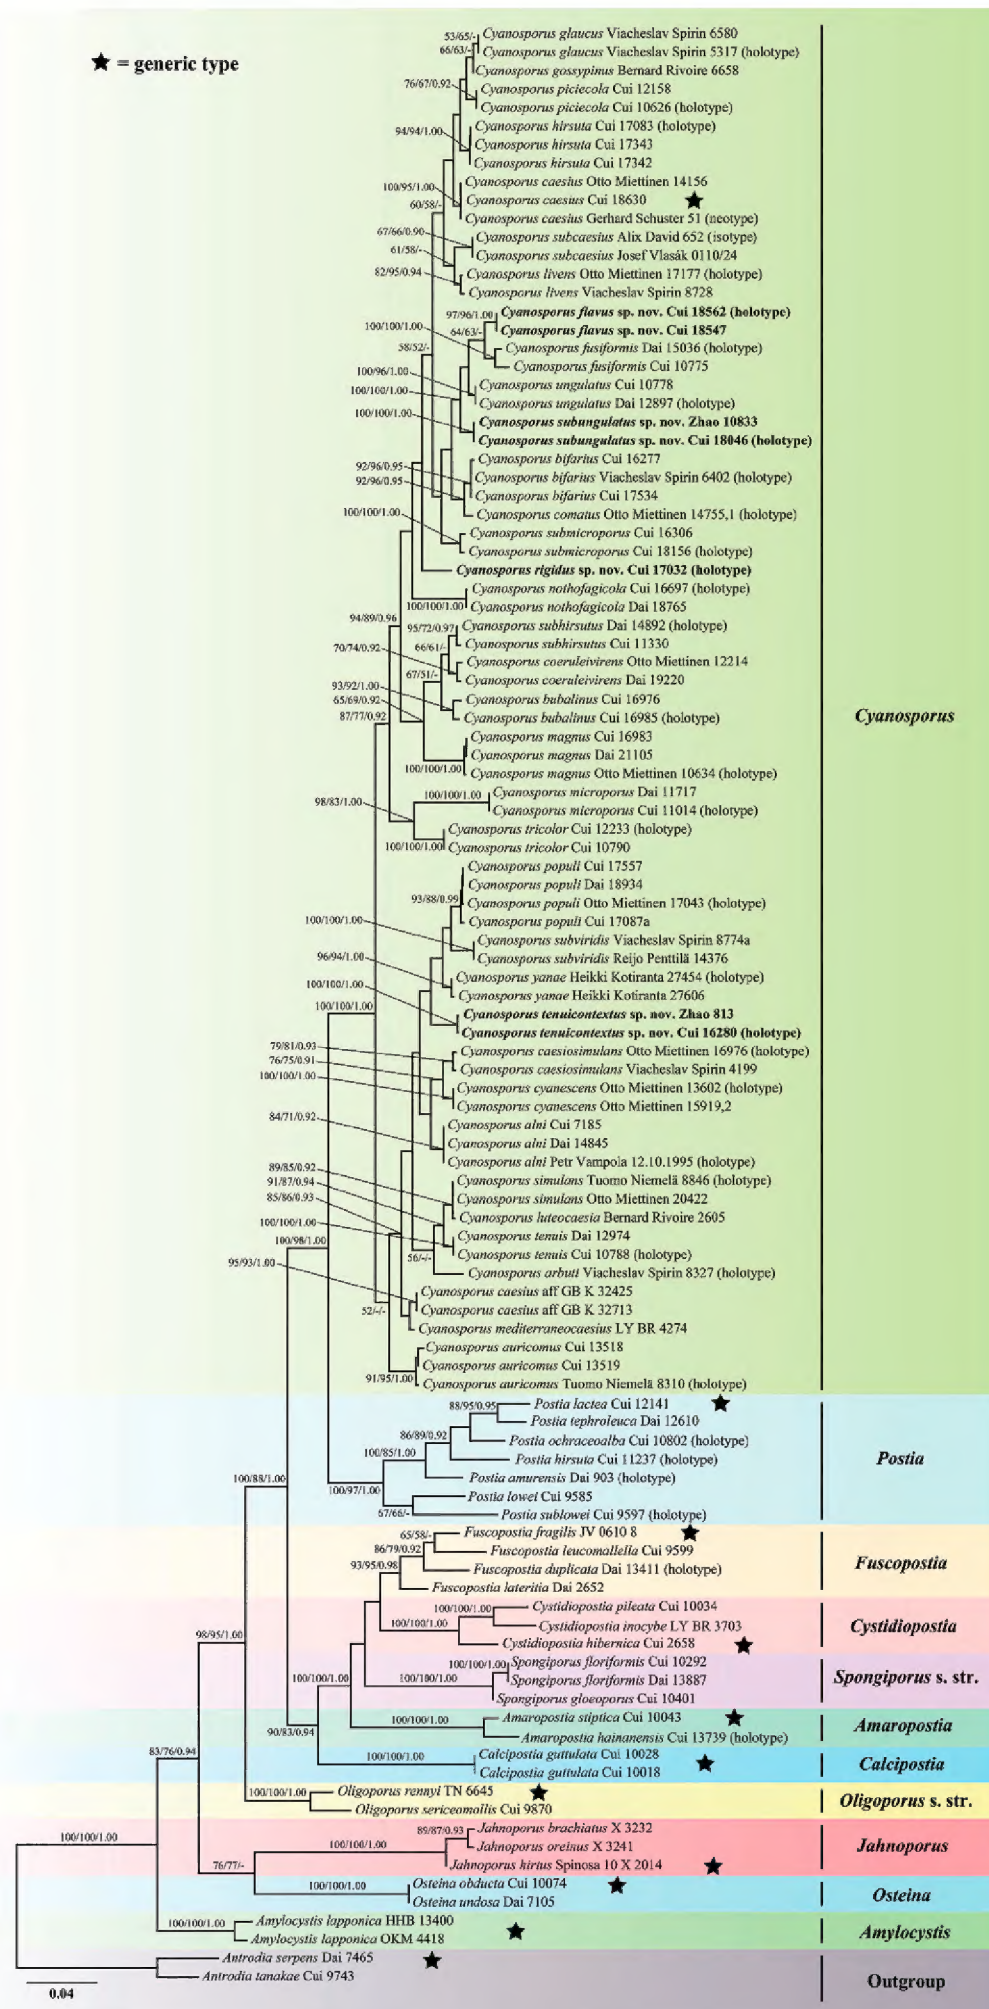 ★ = generic type
53/65/-
Cyanosporus glaucus Viacheslav Spirin 6580
66/63/-
Cyanosporus glaucus Viacheslav Spirin 5317 (holotype)
Cyanosporus gossypinus Bernard Rivoire 6658
76/67/0.92
Cyanosporus piciecola Cui 12158
Cyanosporus piciecola Cui 10626 (holotype)
Cyanosporus hirsuta Cui 17083 (holotype)
94/94/1.00
Cyanosporus hirsuta Cui 17343
Cyanosporus hirsuta Cui 17342
Cyanosporus caesius Otto Miettinen 14156
100/95/1.00
Cyanosporus caesius Cui 18630 ★
60/58/-
Cyanosporus caesius Gerhard Schuster 51 (neotype)
67/66/0.90
Cyanosporus subcaesius Alix David 652 (isotype)
61/58/-
Cyanosporus subcaesius Josef Vlasák 0110/24
82/95/0.94
Cyanosporus livens Otto Miettinen 17177 (holotype)
Cyanosporus livens Viacheslav Spirin 8728
97/96/1.00
Cyanosporus flavus sp. nov. Cui 18562 (holotype)
100/100/1.00
64/63/-
Cyanosporus flavus sp. nov. Cui 18547
58/52/-
Cyanosporus fusiformis Dai 15036 (holotype)
Cyanosporus fusiformis Cui 10775
100/96/1.00
Cyanosporus ungulatus Cui 10778
100/100/1.00
Cyanosporus ungulatus Dai 12897 (holotype)
100/100/1.00
Cyanosporus subungulatus sp. nov. Zhao 10833
Cyanosporus subungulatus sp. nov. Cui 18046 (holotype)
Cyanosporus bifarius Cui 16277
92/96/0.95
Cyanosporus bifarius Viacheslav Spirin 6402 (holotype)
92/96/0.95
Cyanosporus bifarius Cui 17534
100/100/1.00
Cyanosporus comatus Otto Miettinen 14755,1 (holotype)
Cyanosporus submicroporus Cui 16306
Cyanosporus submicroporus Cui 18156 (holotype)
Cyanosporus rigidus sp. nov. Cui 17032 (holotype)
Cyanosporus nothofagicola Cui 16697 (holotype)
100/100/1.00
Cyanosporus nothofagicola Dai 18765
94/89/0.96
95/72/0.97
Cyanosporus subhirsutus Dai 14892 (holotype)
70/74/0.92
66/61/-
Cyanosporus subhirsutus Cui 11330
Cyanosporus coeruleivirens Otto Miettinen 12214
67/51/-
Cyanosporus coeruleivirens Dai 19220
93/92/1.00
65/69/0.92
Cyanosporus bubalinus Cui 16976
87/77/0.92
Cyanosporus bubalinus Cui 16985 (holotype)
Cyanosporus
Cyanosporus magnus Cui 16983
Cyanosporus magnus Dai 21105
100/100/1.00
Cyanosporus magnus Otto Miettinen 10634 (holotype)
100/100/1.00
Cyanosporus microporus Dai 11717
98/83/1.00
Cyanosporus microporus Cui 11014 (holotype)
Cyanosporus tricolor Cui 12233 (holotype)
100/100/1.00
Cyanosporus tricolor Cui 10790
Cyanosporus populi Cui 17557
Cyanosporus populi Dai 18934
93/88/0.99
Cyanosporus populi Otto Miettinen 17043 (holotype)
100/100/1.00
Cyanosporus populi Cui 17087a
Cyanosporus subviridis Viacheslav Spirin 8774a
96/94/1.00
Cyanosporus subviridis Reijo Penttilä 14376
Cyanosporus yanae Heikki Kotiranta 27454 (holotype)
100/100/1.00
Cyanosporus yanae Heikki Kotiranta 27606
100/100/1.00
Cyanosporus tenuicontextus sp. nov. Zhao 813
Cyanosporus tenuicontextus sp. nov. Cui 16280 (holotype)
79/81/0.93
Cyanosporus caesiosimulans Otto Miettinen 16976 (holotype)
76/75/0.91
Cyanosporus caesiosimulans Viacheslav Spirin 4199
100/100/1.00
Cyanosporus cyanescens Otto Miettinen 13602 (holotype)
Cyanosporus cyanescens Otto Miettinen 15919,2
84/71/0.92
Cyanosporus alni Cui 7185
Cyanosporus alni Dai 14845
Cyanosporus alni Petr Vampola 12.10.1995 (holotype)
89/85/0.92
Cyanosporus simulans Tuomo Niemelä 8846 (holotype)
91/87/0.94
85/86/0.93
Cyanosporus simulans Otto Miettinen 20422
100/100/1.00
Cyanosporus luteocaesia Bernard Rivoire 2605
100/98/1.00
Cyanosporus tenuis Dai 12974
95/93/1.00
56/-/-
Cyanosporus tenuis Cui 10788 (holotype)
Cyanosporus arbuti Viacheslav Spirin 8327 (holotype)
Cyanosporus caesius aff GB K 32425
52/-/-
Cyanosporus caesius aff GB K 32713
Cyanosporus mediterraneocaesius LY BR 4274
Cyanosporus auricomus Cui 13518
Cyanosporus auricomus Cui 13519
91/95/1.00
Cyanosporus auricomus Tuomo Niemelä 8310 (holotype)
88/95/0.95
Postia lactea Cui 12141 ★
Postia tephroleuca Dai 12610
86/89/0.92
Postia ochraceoalba Cui 10802 (holotype)
100/85/1.00
Postia hirsuta Cui 11237 (holotype)
Postia
100/88/1.00
Postia amurensis Dai 903 (holotype)
100/97/1.00
Postia lowei Cui 9585
67/66/-
Postia sublowei Cui 9597 (holotype)
65/58/-
Fuscopostia fragilis JV 0610 8 ★
86/79/0.92
Fuscopostia leucomallella Cui 9599
93/95/0.98
Fuscopostia duplicata Dai 13411 (holotype)
Fuscopostia
Fuscopostia lateritia Dai 2652
100/100/1.00
Cystidiopostia pileata Cui 10034
100/100/1.00
Cystidiopostia inocybe LY BR 3703
Cystidiopostia
98/95/1.00
Cystidiopostia hibernica Cui 2658 ★
100/100/1.00
Spongiporus floriformis Cui 10292
100/100/1.00
100/100/1.00
Spongiporus floriformis Dai 13887
Spongiporus s. str.
Spongiporus gloeoporus Cui 10401
100/100/1.00
Amaropostia stiptica Cui 10043 ★
Amaropostia
90/83/0.94
Amaropostia hainanensis Cui 13739 (holotype)
83/76/0.94
100/100/1.00
Calcipostia guttulata Cui 10028 ★
Calcipostia
Calcipostia guttulata Cui 10018
100/100/1.00
Oligoporus rennyi TN 6645 ★
Oligoporus s. str.
Oligoporus sericeomollis Cui 9870
89/87/0.93
Jahnoporus brachiatus X 3232
100/100/1.00
100/100/1.00
Jahnoporus oreinus X 3241
Jahnoporus
76/77/-
Jahnoporus hirtus Spinosa 10 X 2014 ★
100/100/1.00
Osteina obducta Cui 10074 ★
Osteina
Osteina undosa Dai 7105
100/100/1.00
Amylocystis lapponica HHB 13400 ★
Amylocystis
Amylocystis lapponica OKM 4418
Antrodia serpens Dai 7465 ★
Antrodia tanakae Cui 9743
Outgroup
0.04